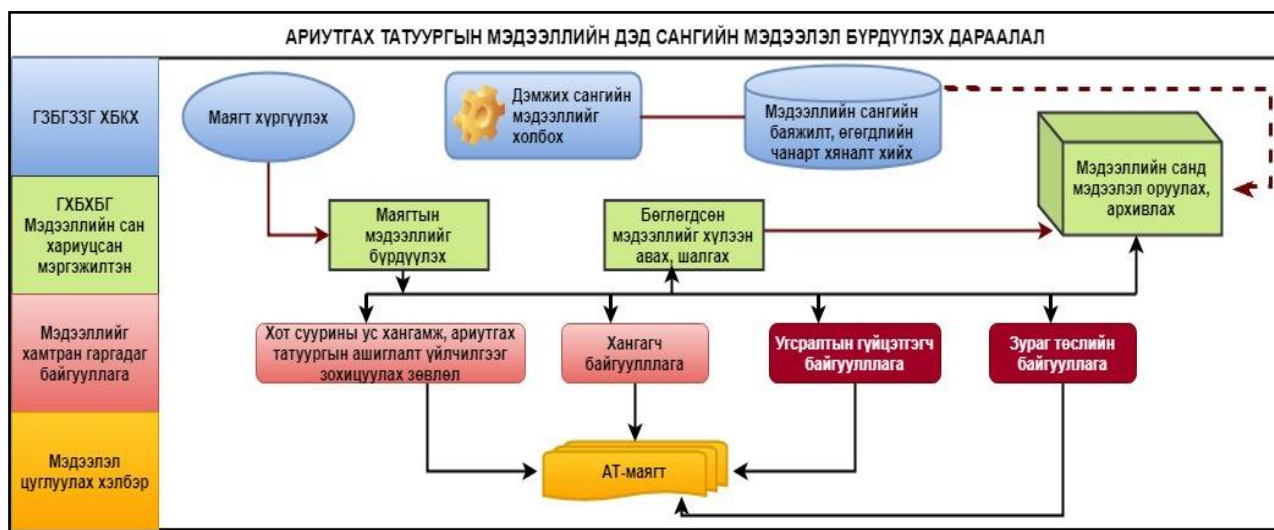 АРИУТГАХ ТАТУУРГЫН МЭДЭЭЛЛИЙН ДЭД САНГИЙН МЭДЭЭЛЭЛ БҮРДҮҮЛЭХ ДАРААЛАЛ
ГЗБГЗЗГ ХБКХ
Маягт хүргүүлэх
Дэмжих сангийн
мэдээллийг
холбох
Мэдээллийн сангийн
баяжилт, өгөгдлийн
чанарт хяналт хийх
Мэдээллийн санд
мэдээлэл оруулах,
архивлах
ГХБХБГ
Мэдээллийн сан
хариуцсан
мэргэжилтэн
Маягтын
мэдээллийг
бүрдүүлэх
Бөглөгдсөн
мэдээллийг хүлээн
авах, шалгах
Мэдээллийг
хамтран гаргадаг
байгууллага
Хот суурины ус хангамж, ариутгах
татуургын ашиглалт үйлчилгээг
зохицуулах зөвлөл
Хангагч
байгуулллага
Угсралтын гүйцэтгэгч
байгуулллага
Зураг төслийн
байгууллага
Мэдээлэл
цуглуулах хэлбэр
АТ-маягт